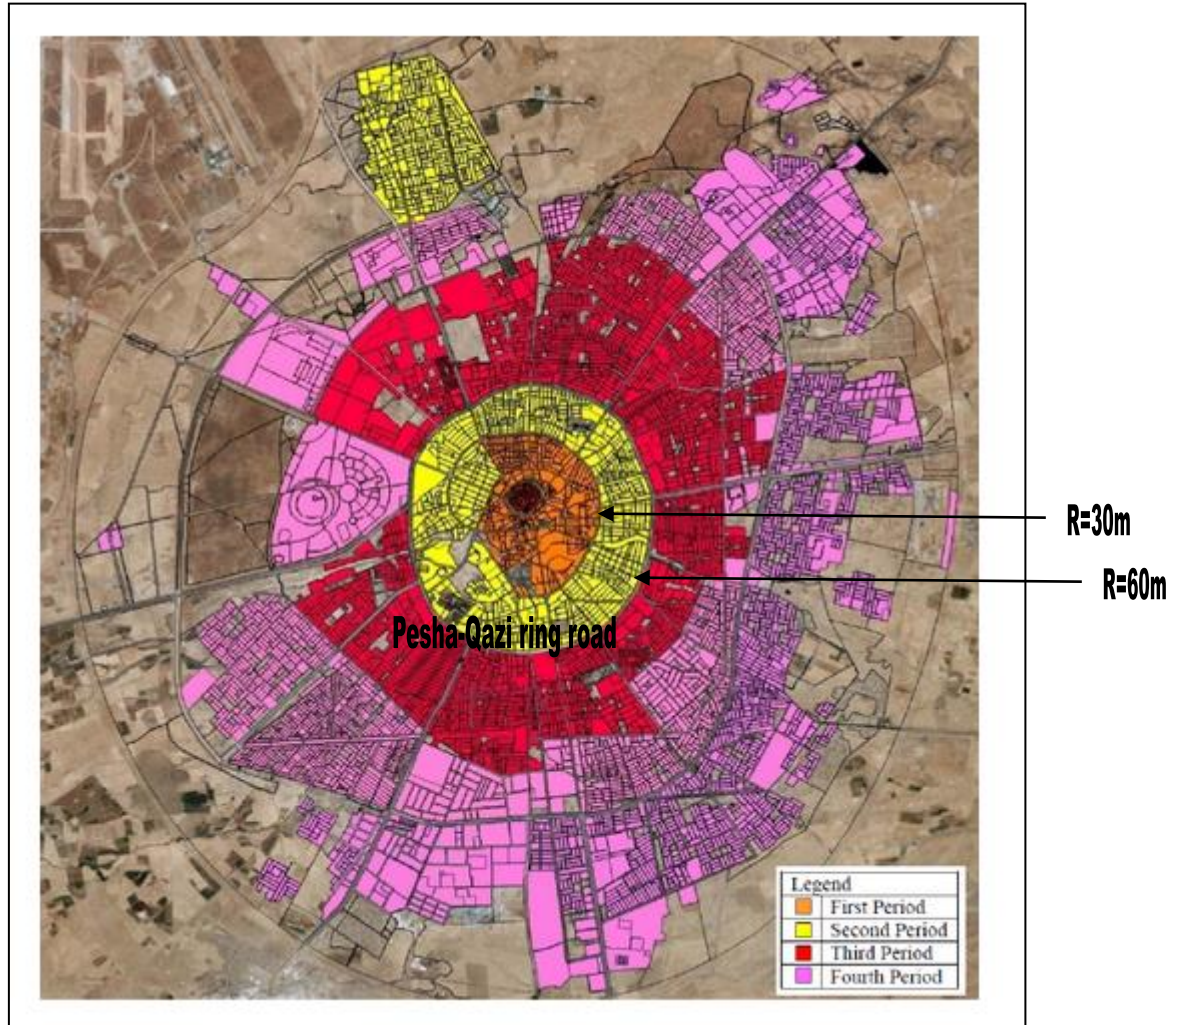 R=30m
R=60m
Pesha-Qazi ring road
Legend
First Period
Second Period
Third Period
Fourth Period